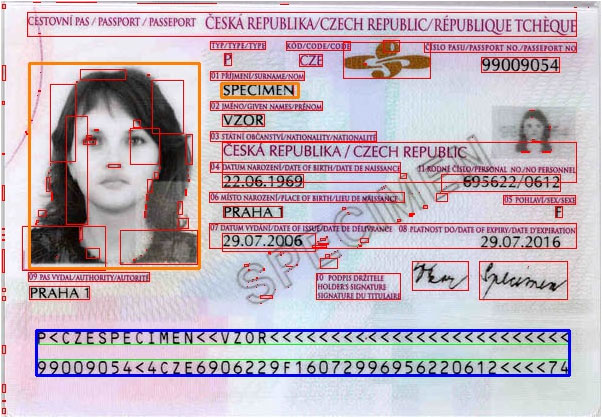 CESTOVNÍ PAS / PASSPORT / PASSEPORT ČESKÁ REPUBLIKA/CZECH REPUBLIC/RÉPUBLIQUE TCHÈQUE
TYP/TYPE/TYPE KÓD/CODE/CODE ČÍSLO PASU/PASSPORT NO./PASSEPORT NO
P CZE 99009054
01 PŘÍJMENÍ/SURNAME/NOM
SPECIMEN
02 JMÉNO/GIVEN NAMES/PRÉNOM
VZOR
03 STÁTNÍ OBČANSTVÍ/NATIONALITY/NATIONALITÉ
ČESKÁ REPUBLIKA / CZECH REPUBLIC
04 DATUM NAROZENÍ/DATE OF BIRTH/DATE DE NAISSANCE 11 RODNÉ ČÍSLO/PERSONAL NO./NO PERSONNEL
22.06.1969 695622/0612
06 MÍSTO NAROZENÍ/PLACE OF BIRTH/LIEU DE NAISSANCE 05 POHLAVÍ/SEX/SEXE
PRAHA 1 F
07 DATUM VYDÁNÍ/DATE OF ISSUE/DATE DE DÉLIVRANCE 08 PLATNOST DO/DATE OF EXPIRY/DATE D'EXPIRATION
29.07.2006 29.07.2016
SPECIMEN
09 PAS VYDAL/AUTHORITY/AUTORITÉ
PRAHA 1
10 PODPIS DRŽITELE
HOLDER'S SIGNATURE
SIGNATURE DU TITULAIRE
Vzor Specimen
P<CZESPECIMEN<<VZOR<<<<<<<<<<<<<<<<<<<<<<<<<
99009054<4CZE6906229F1607299695622​0612<<<<74